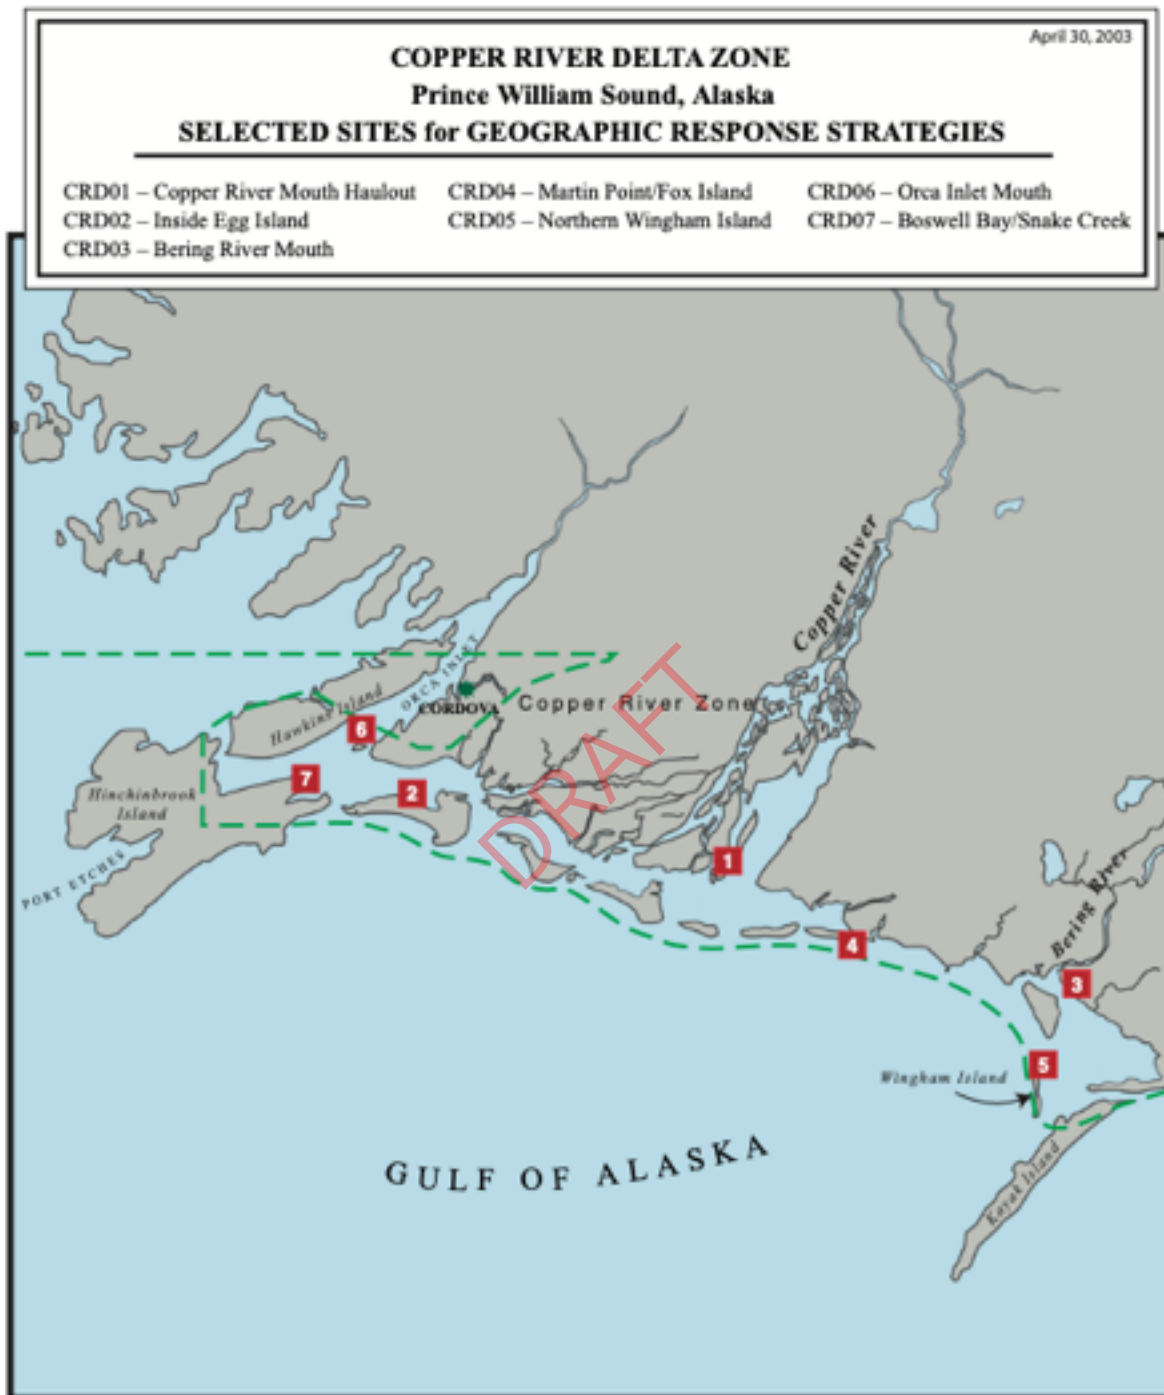 April 30, 2003
COPPER RIVER DELTA ZONE
Prince William Sound, Alaska
SELECTED SITES for GEOGRAPHIC RESPONSE STRATEGIES
CRD01 – Copper River Mouth Haulout
CRD02 – Inside Egg Island
CRD03 – Bering River Mouth
CRD04 – Martin Point/Fox Island
CRD05 – Northern Wingham Island
CRD06 – Orca Inlet Mouth
CRD07 – Boswell Bay/Snake Creek
Copper River
ORCA INLET
CORDOVA
Copper River Zone
Hawkins Island
6
7
2
Hinchinbrook
Island
PORT ETCHES
DRAFT
1
4
Bering River
3
5
Wingham Island
Kayak Island
GULF OF ALASKA